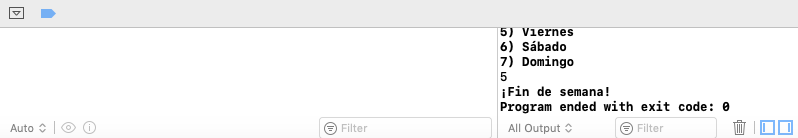 5) Viernes
6) Sábado
7) Domingo
5
¡Fin de semana!
Program ended with exit code: 0
Auto
Filter
All Output
Filter